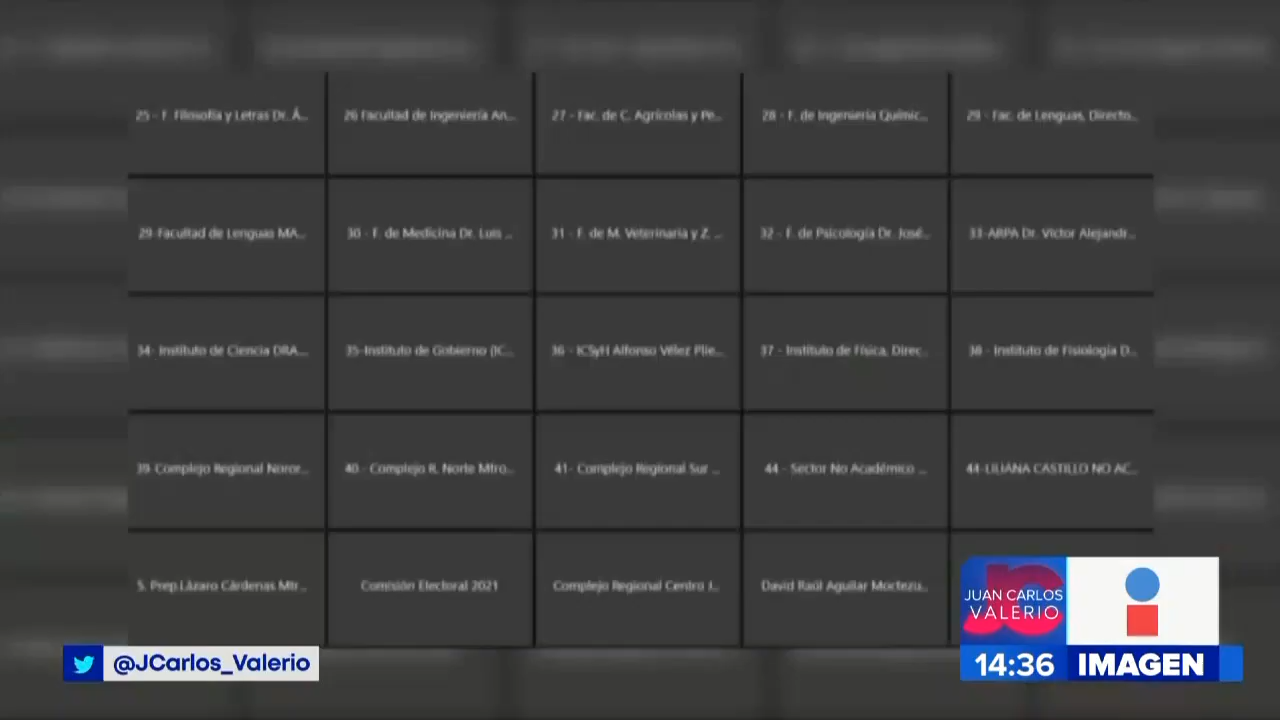 25 - F. Filosofía y Letras Dr. Á...
26 Facultad de Ingeniería An...
27 - Fac. de C. Agrícolas y Pe...
28 - F. de Ingeniería Químic...
29 - Fac. de Lenguas, Directo...
29-Facultad de Lenguas MA...
30 - F. de Medicina Dr. Luis ...
31 - F. de M. Veterinaria y Z. ...
32 - F. de Psicología Dr. José...
33-ARPA Dr. Víctor Alejandr...
34- Instituto de Ciencia DRA...
35-Instituto de Gobierno (IC...
36 - ICSyH Alfonso Vélez Plie...
37 - Instituto de Física, Direc...
38 - Instituto de Fisiología D...
39-Complejo Regional Noror...
40 - Complejo R. Norte Mtro...
41- Complejo Regional Sur ...
44 - Sector No Académico ...
44-LILIANA CASTILLO NO AC...
5. Prep.Lázaro Cárdenas Mtr...
Comisión Electoral 2021
Complejo Regional Centro J...
David Raúl Aguilar Moctezu...
JUAN CARLOS
VALERIO
@JCarlos_Valerio
14:36 IMAGEN